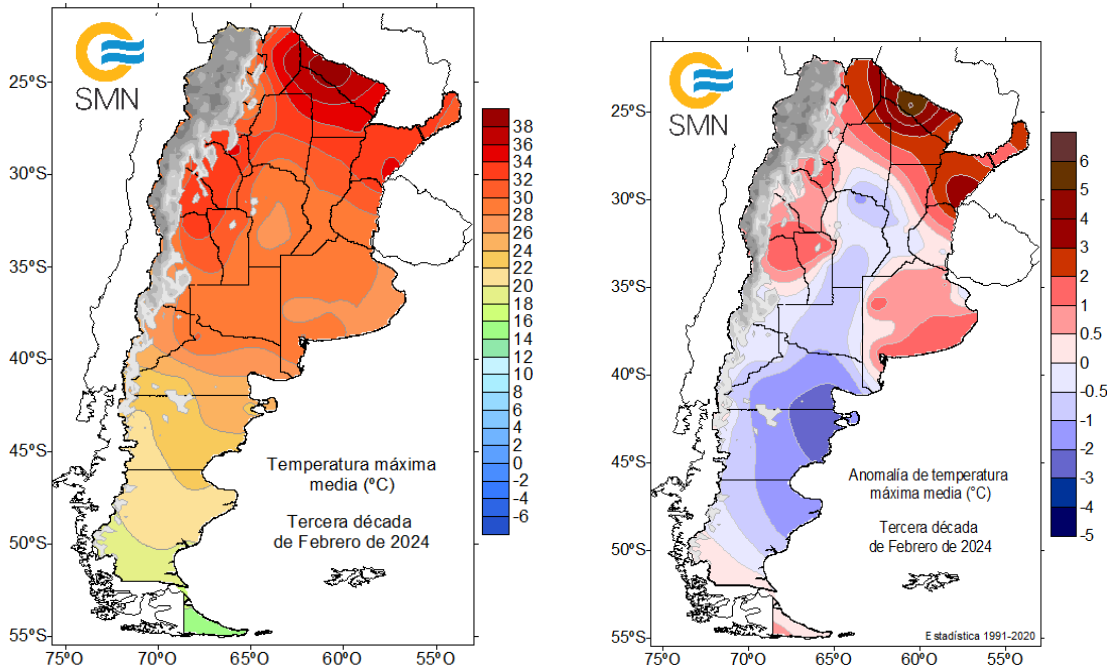 SMN
25ºS
30ºS
35ºS
40ºS
45ºS
50ºS
55ºS
75ºO 70ºO 65ºO 60ºO 55ºO
Temperatura máxima
media (ºC)
Tercera década
de Febrero de 2024
38
36
34
32
30
28
26
24
22
20
18
16
14
12
10
8
6
4
2
0
-2
-4
-6
SMN
25ºS
30ºS
35ºS
40ºS
45ºS
50ºS
55ºS
75ºO 70ºO 65ºO 60ºO 55ºO
Anomalía de temperatura
máxima media (°C)
Tercera década
de Febrero de 2024
Estadística 1991-2020
6
5
4
3
2
1
0.5
0
-0.5
-1
-2
-3
-4
-5